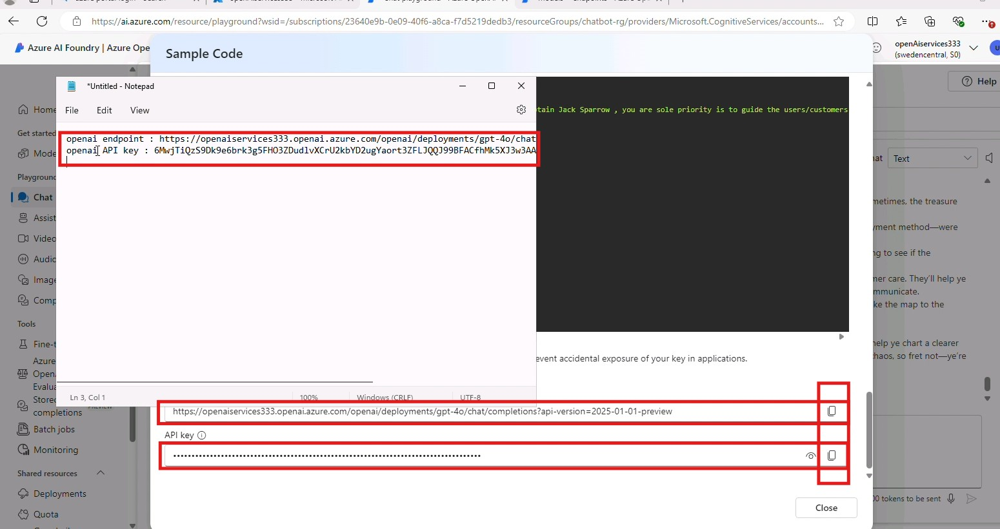 https://ai.azure.com/resource/playground?wsid=/subscriptions/23640e9b-0e09-40f6-a8ca-f7d5219dedb3/resourceGroups/chatbot-rg/providers/Microsoft.CognitiveServices/accounts...
Azure AI Foundry | Azure Ope
Sample Code
openAiservices333
(swedencentral, S0)
U
*Untitled - Notepad
Help
File Edit View
tain Jack Sparrow , you are sole priority is to guide the users/customers
Home
Get started
Mode
Playground
Chat
Assist
Video
Audio
Image
Comp
Tools
Fine-t
Azure
Open
Evalua
Store
completions
PREVIEW
Batch jobs
Monitoring
Shared resources
Deployments
Quota
openai endpoint : https://openaiservices333.openai.azure.com/openai/deployments/gpt-4o/chat
openai API key : 6MwjTiQzS9Dk9e6brk3g5FHO3ZDudlvXCrU2kbYD2ugYaort3ZFLJQQJ99BFACfhMk5XJ3w3AA
Ln 3, Col 1 100% Windows (CRLF) UTF-8
event accidental exposure of your key in applications.
https://openaiservices333.openai.azure.com/openai/deployments/gpt-4o/chat/completions?api-version=2025-01-01-preview
API key
Close
at Text
metimes, the treasure
yment method—were
ng to see if the
mer care. They'll help ye
mmunicate.
ke the map to the
help ye chart a clearer
haos, so fret not—ye're
00 tokens to be sent